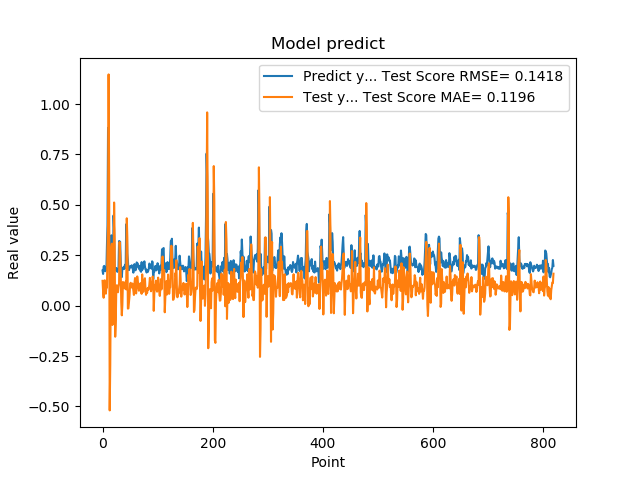 Model predict
Predict y... Test Score RMSE= 0.1418
Test y... Test Score MAE= 0.1196
1.00
0.75
0.50
0.25
0.00
−0.25
−0.50
Real value
0 200 400 600 800
Point